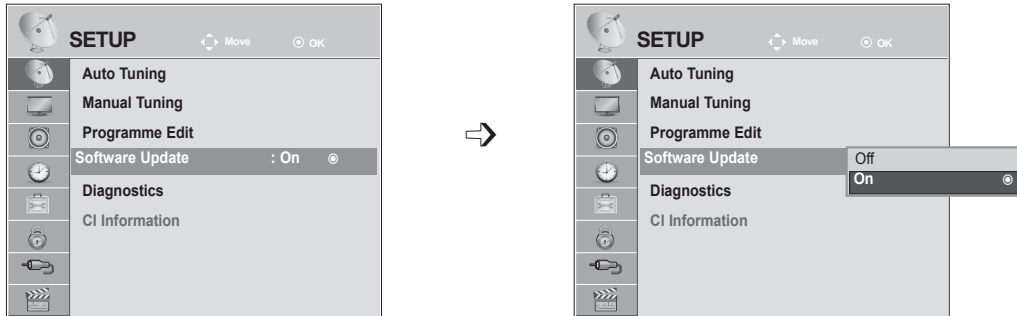 SETUP Move OK
Auto Tuning
Manual Tuning
Programme Edit
Software Update : On
Diagnostics
CI Information
SETUP Move OK
Auto Tuning
Manual Tuning
Programme Edit
Software Update
Off
On
Diagnostics
CI Information